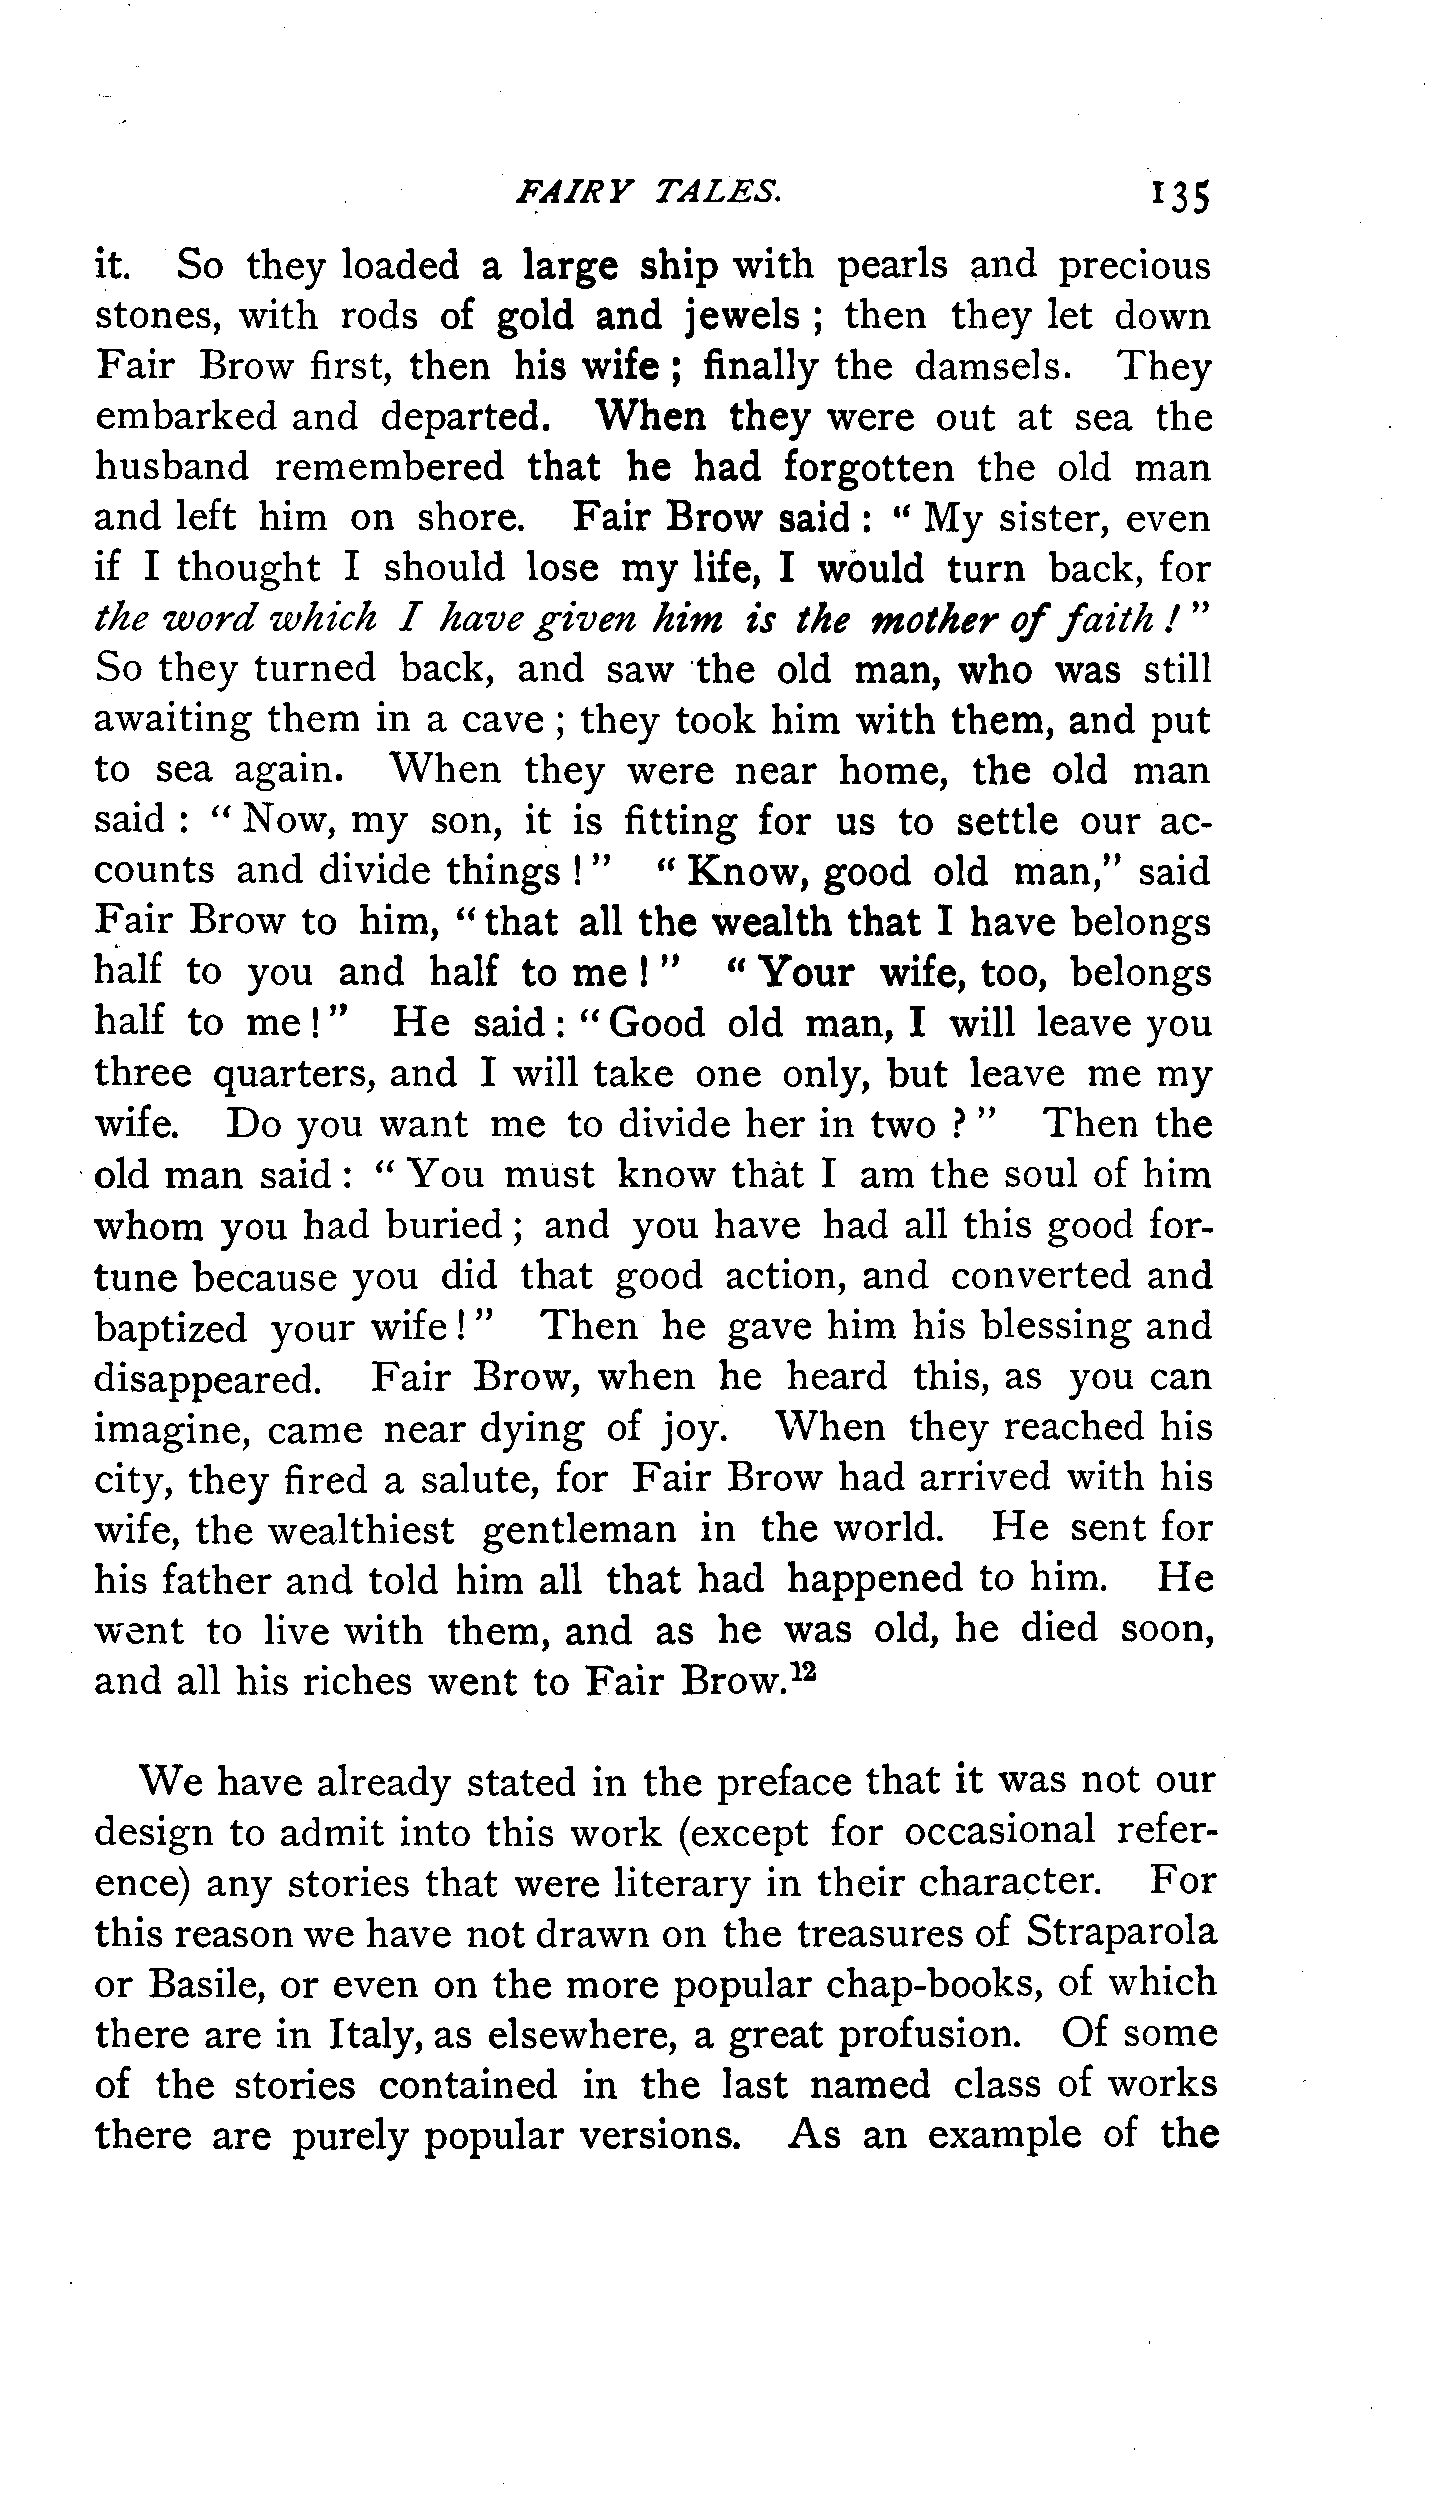 FAIRY TALES. 135
it. So they loaded a large ship with pearls and precious
stones, with rods of gold and jewels ; then they let down
Fair Brow first, then his wife ; finally the damsels. They
embarked and departed. When they were out at sea the
husband remembered that he had forgotten the old man
and left him on shore. Fair Brow said : " My sister, even
if I thought I should lose my life, I would turn back, for
the word which I have given him is the mother of faith ! "
So they turned back, and saw the old man, who was still
awaiting them in a cave ; they took him with them, and put
to sea again. When they were near home, the old man
said : " Now, my son, it is fitting for us to settle our ac-
counts and divide things ! " " Know, good old man," said
Fair Brow to him, " that all the wealth that I have belongs
half to you and half to me ! " " Your wife, too, belongs
half to me ! " He said : " Good old man, I will leave you
three quarters, and I will take one only, but leave me my
wife. Do you want me to divide her in two ? " Then the
old man said : " You must know that I am the soul of him
whom you had buried ; and you have had all this good for-
tune because you did that good action, and converted and
baptized your wife ! " Then he gave him his blessing and
disappeared. Fair Brow, when he heard this, as you can
imagine, came near dying of joy. When they reached his
city, they fired a salute, for Fair Brow had arrived with his
wife, the wealthiest gentleman in the world. He sent for
his father and told him all that had happened to him. He
went to live with them, and as he was old, he died soon,
and all his riches went to Fair Brow.¹²
We have already stated in the preface that it was not our
design to admit into this work (except for occasional refer-
ence) any stories that were literary in their character. For
this reason we have not drawn on the treasures of Straparola
or Basile, or even on the more popular chap-books, of which
there are in Italy, as elsewhere, a great profusion. Of some
of the stories contained in the last named class of works
there are purely popular versions. As an example of the